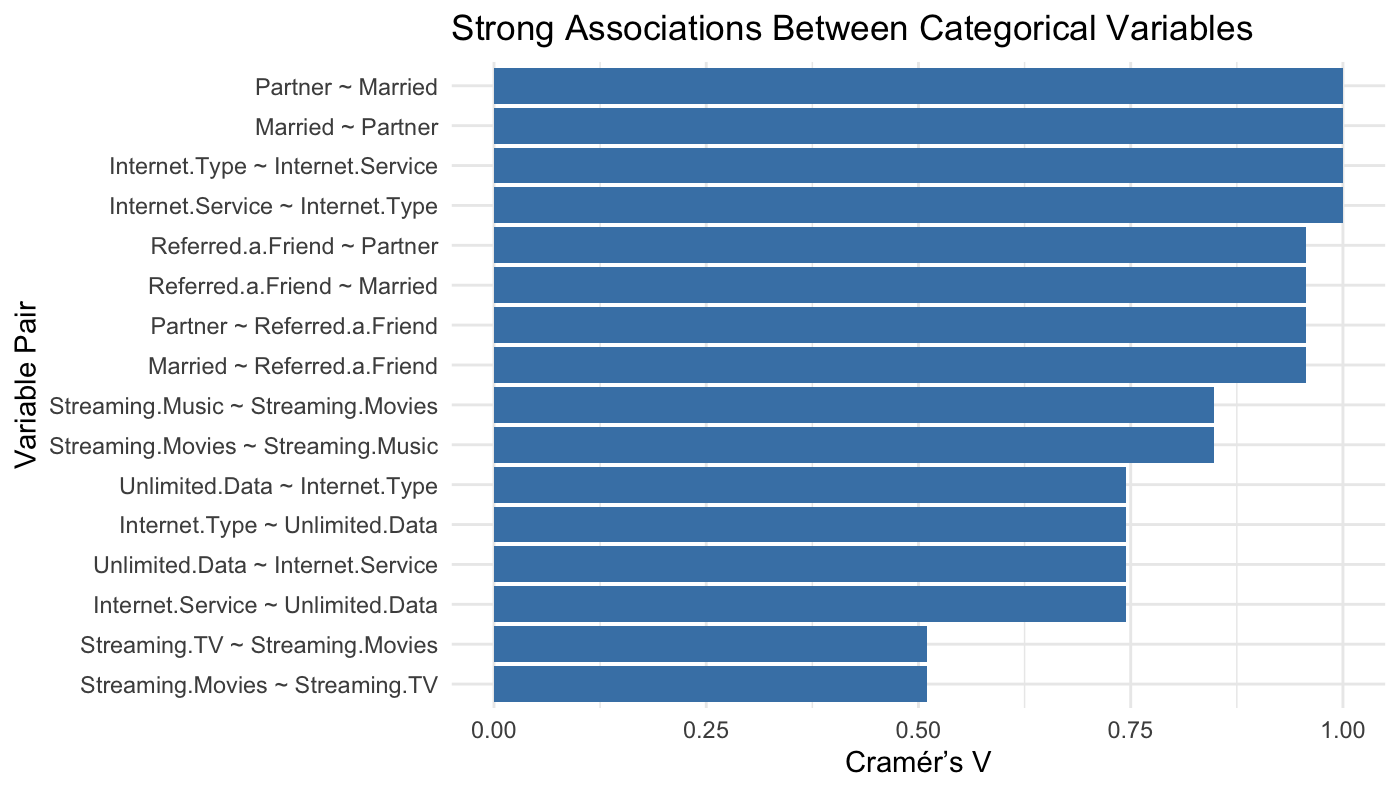 Strong Associations Between Categorical Variables
Partner ~ Married
Married ~ Partner
Internet.Type ~ Internet.Service
Internet.Service ~ Internet.Type
Referred.a.Friend ~ Partner
Referred.a.Friend ~ Married
Partner ~ Referred.a.Friend
Married ~ Referred.a.Friend
Streaming.Music ~ Streaming.Movies
Streaming.Movies ~ Streaming.Music
Unlimited.Data ~ Internet.Type
Internet.Type ~ Unlimited.Data
Unlimited.Data ~ Internet.Service
Internet.Service ~ Unlimited.Data
Streaming.TV ~ Streaming.Movies
Streaming.Movies ~ Streaming.TV
Variable Pair
0.00 0.25 0.50 0.75 1.00
Cramér’s V